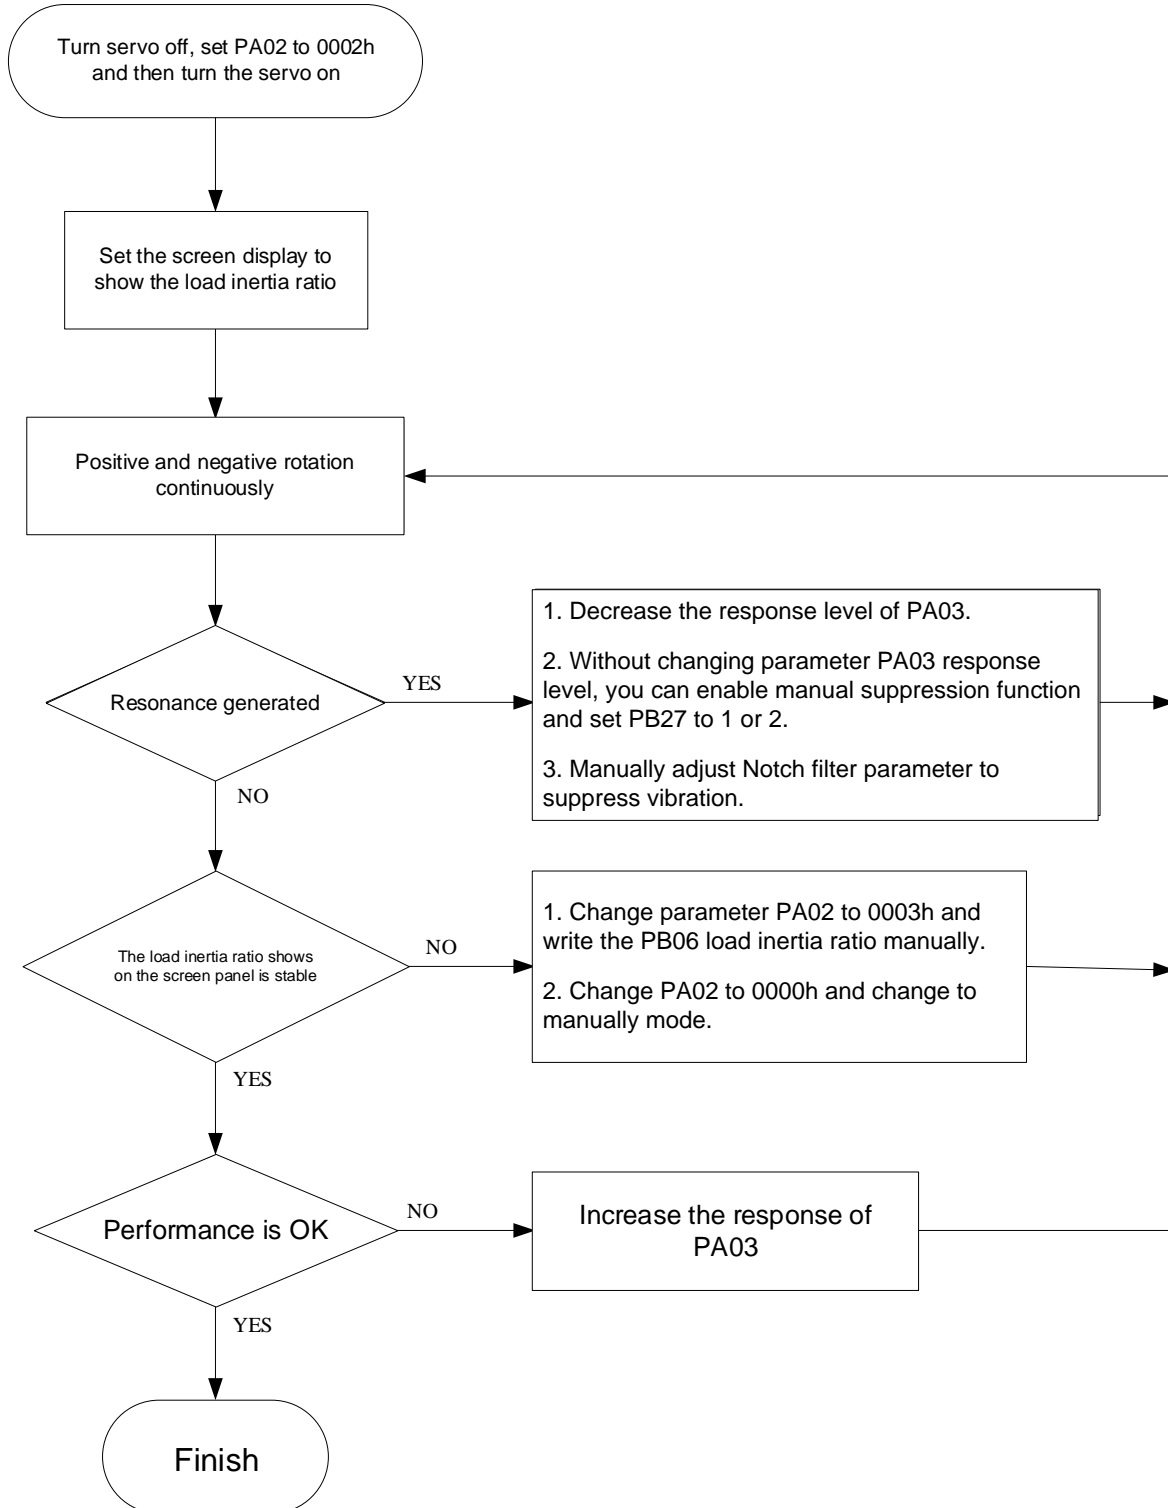 Turn servo off, set PA02 to 0002h
and then turn the servo on
Set the screen display to
show the load inertia ratio
Positive and negative rotation
continuously
Resonance generated
YES
1. Decrease the response level of PA03.
2. Without changing parameter PA03 response
level, you can enable manual suppression function
and set PB27 to 1 or 2.
3. Manually adjust Notch filter parameter to
suppress vibration.
NO
The load inertia ratio shows
on the screen panel is stable
NO
1. Change parameter PA02 to 0003h and
write the PB06 load inertia ratio manually.
2. Change PA02 to 0000h and change to
manually mode.
YES
Performance is OK
NO
Increase the response of
PA03
YES
Finish